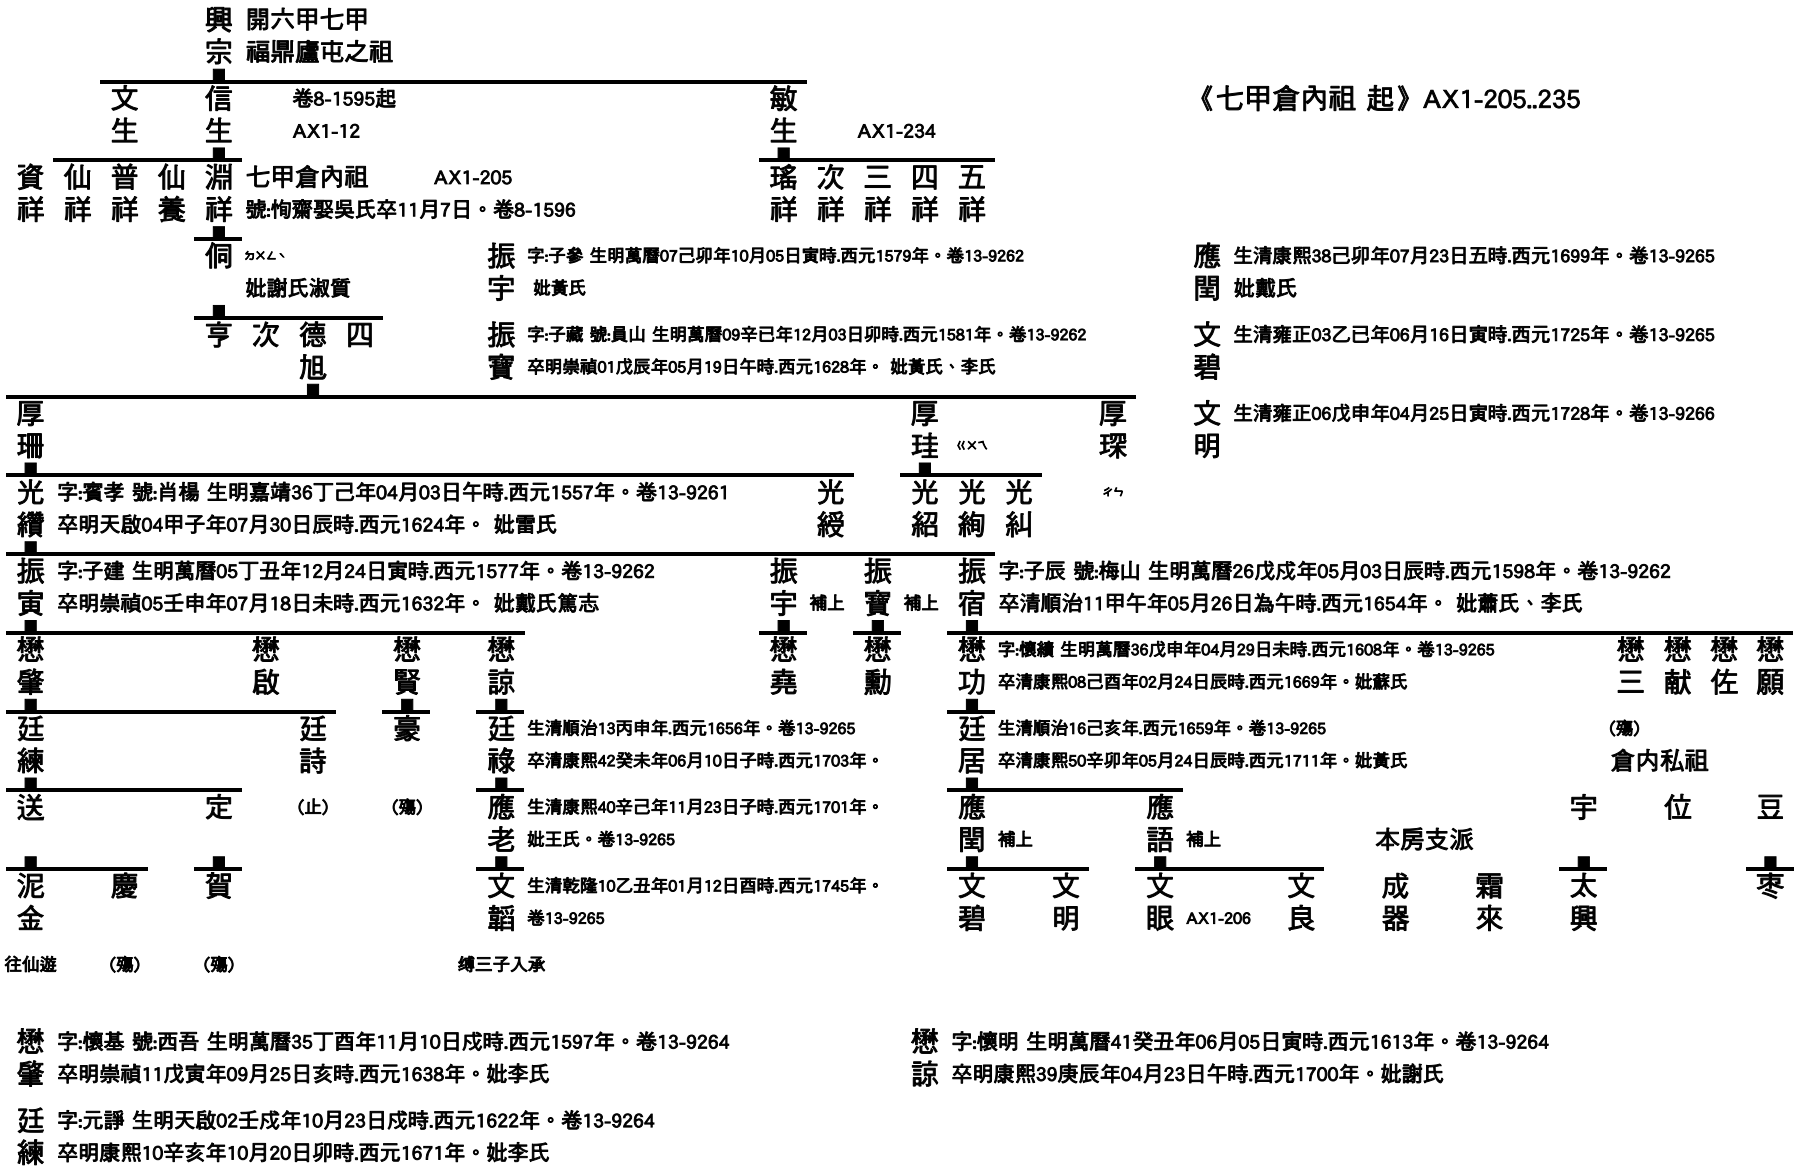 興宗 開六甲七甲
福鼎廬屯之祖
《七甲倉內祖 起》AX1-205..235
文生 信生 卷8-1595起 敏生
AX1-12 AX1-234
資祥 仙祥 普祥 仙養 淵祥 七甲倉內祖 AX1-205 瑤祥 次祥 三祥 四祥 五祥
號:恂齋娶吳氏卒11月7日。卷8-1596
侗 ㄉㄨㄥˋ 振宇 字:子參 生明萬曆07己卯年10月05日寅時.西元1579年。卷13-9262 應閏 生清康熙38己卯年07月23日五時.西元1699年。卷13-9265
妣謝氏淑質 妣黃氏 妣戴氏
亨 次 德旭 四 振寶 字:子藏 號:員山 生明萬曆09辛已年12月03日卯時.西元1581年。卷13-9262 文碧 生清雍正03乙己年06月16日寅時.西元1725年。卷13-9265
卒明崇禎01戊辰年05月19日午時.西元1628年。 妣黃氏、李氏
厚珊 厚珪 ㄍㄨㄟ 厚琛 文明 生清雍正06戊申年04月25日寅時.西元1728年。卷13-9266
光纘 字:賓孝 號:肖楊 生明嘉靖36丁己年04月03日午時.西元1557年。卷13-9261 光綬 光紹 光絢 光糾 ㄔㄣ
卒明天啟04甲子年07月30日辰時.西元1624年。 妣雷氏
振寅 字:子建 生明萬曆05丁丑年12月24日寅時.西元1577年。卷13-9262 振宇 補上 振寶 補上 振宿 字:子辰 號:梅山 生明萬曆26戊戍年05月03日辰時.西元1598年。卷13-9262
卒明崇禎05壬申年07月18日未時.西元1632年。 妣戴氏篤志 卒清順治11甲午年05月26日為午時.西元1654年。 妣蕭氏、李氏
懋肇 懋啟 懋賢 懋諒 懋堯 懋勳 懋功 字:懷績 生明萬曆36戊申年04月29日未時.西元1608年。卷13-9265 懋三 懋献 懋佐 懋願
卒清康熙08己酉年02月24日辰時.西元1669年。妣蘇氏
廷練 廷詩 豪 廷祿 生清順治13丙申年.西元1656年。卷13-9265 廷居 生清順治16己亥年.西元1659年。卷13-9265 (殤)
卒清康熙42癸未年06月10日子時.西元1703年。 卒清康熙50辛卯年05月24日辰時.西元1711年。妣黃氏 倉内私祖
送 定 (止) (殤) 應老 生清康熙40辛己年11月23日子時.西元1701年。 應閏 補上 應語 補上 宇 位 豆
妣王氏。卷13-9265 本房支派
泥金 慶 賀 文韜 生清乾隆10乙丑年01月12日酉時.西元1745年。 文碧 文明 文眼 AX1-206 文良 成器 霜來 太興 枣
卷13-9265
往仙遊 (殤) (殤) 缚三子入承
懋肇 字:懷基 號:西吾 生明萬曆35丁酉年11月10日戍時.西元1597年。卷13-9264 懋諒 字:懷明 生明萬曆41癸丑年06月05日寅時.西元1613年。卷13-9264
卒明崇禎11戊寅年09月25日亥時.西元1638年。妣李氏 卒明康熙39庚辰年04月23日午時.西元1700年。妣謝氏
廷練 字:元諍 生明天啟02壬戍年10月23日戍時.西元1622年。卷13-9264
卒明康熙10辛亥年10月20日卯時.西元1671年。妣李氏